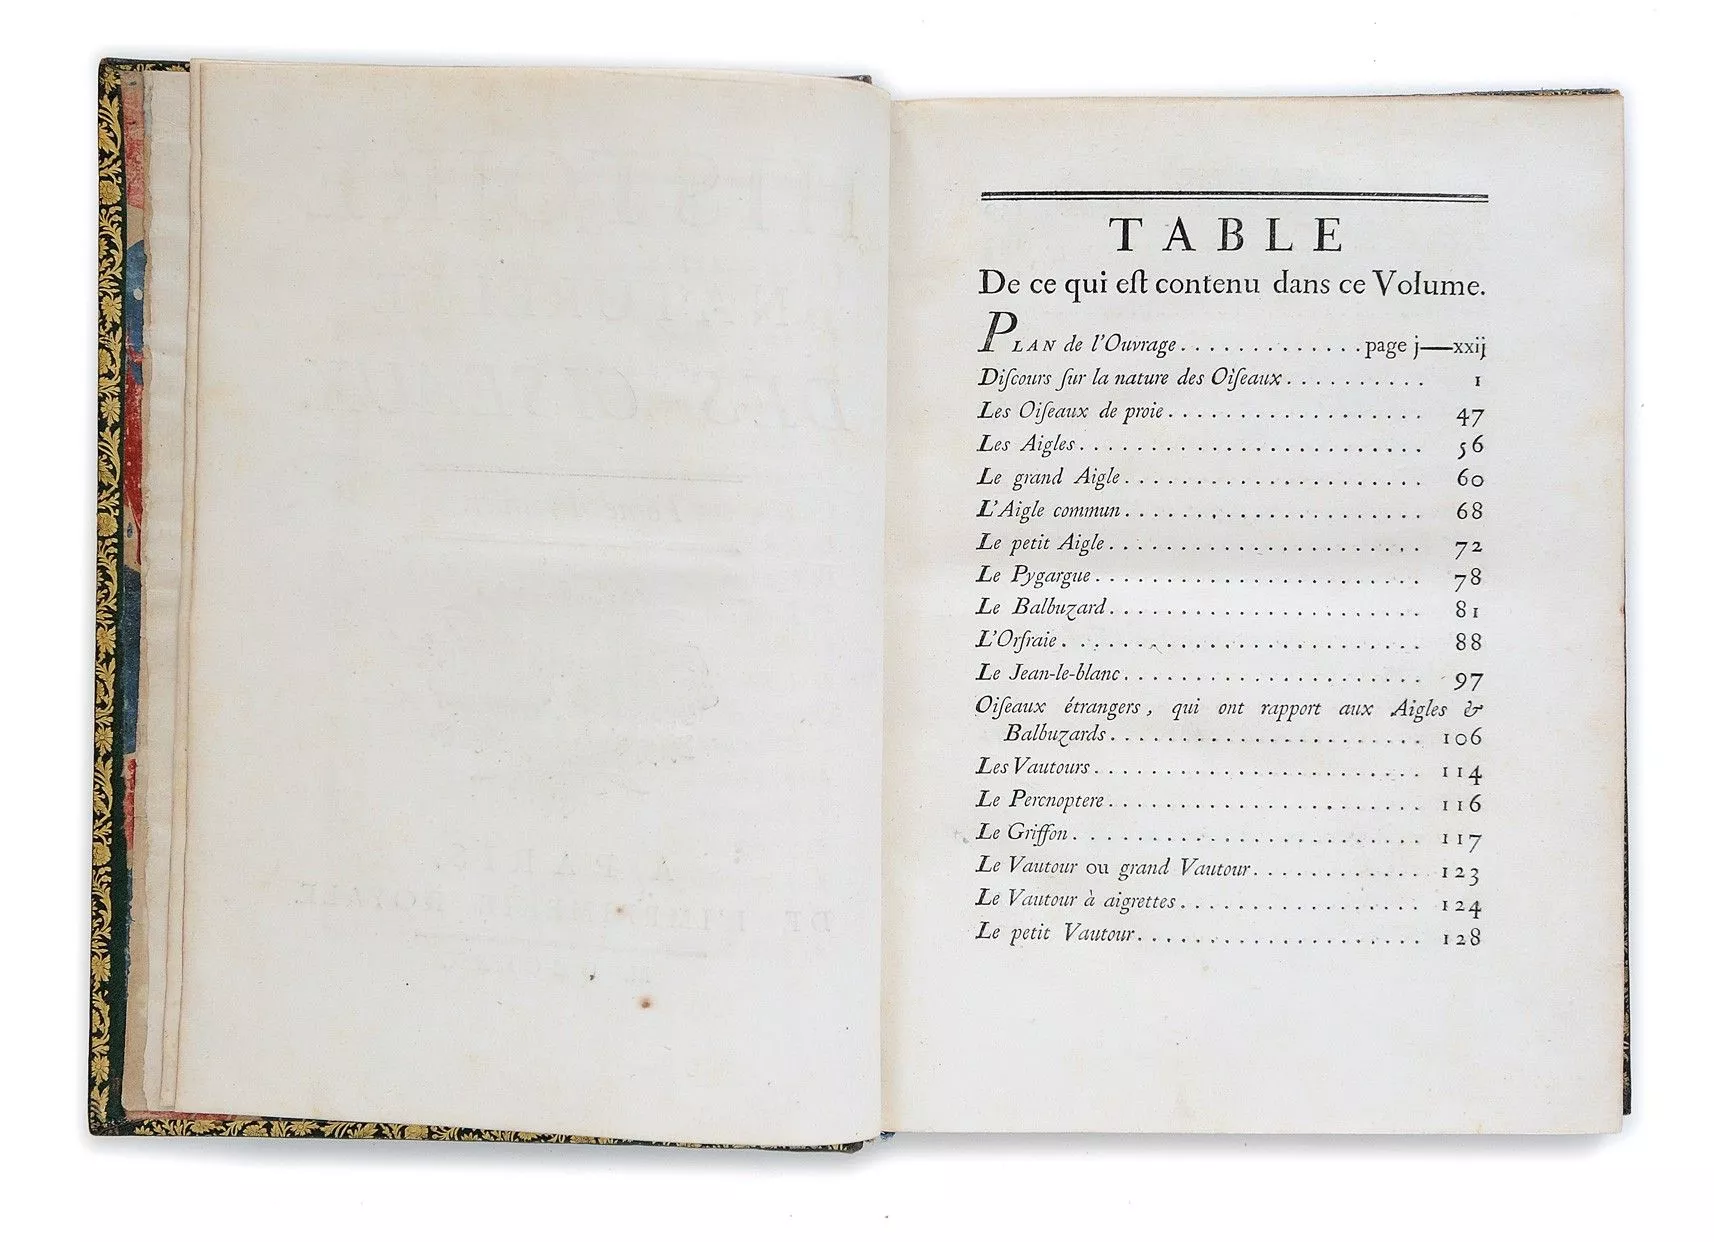 TABLE
De ce qui eſt contenu dans ce Volume.
PLAN de l'Ouvrage. . . . . . . . . . . . . page j—xxij
Diſcours ſur la nature des Oiſeaux. . . . . . . . . . 1
Les Oiſeaux de proie. . . . . . . . . . . . . . . . . . 47
Les Aigles. . . . . . . . . . . . . . . . . . . . . . . . 56
Le grand Aigle. . . . . . . . . . . . . . . . . . . . . 60
L'Aigle commun. . . . . . . . . . . . . . . . . . . . . 68
Le petit Aigle. . . . . . . . . . . . . . . . . . . . . . 72
Le Pygargue. . . . . . . . . . . . . . . . . . . . . . . 78
Le Balbuzard. . . . . . . . . . . . . . . . . . . . . . 81
L'Orfraie. . . . . . . . . . . . . . . . . . . . . . . . . 88
Le Jean-le-blanc. . . . . . . . . . . . . . . . . . . . . 97
Oiſeaux étrangers, qui ont rapport aux Aigles &
Balbuzards. . . . . . . . . . . . . . . . . . . . . . 106
Les Vautours. . . . . . . . . . . . . . . . . . . . . . . 114
Le Percnoptere. . . . . . . . . . . . . . . . . . . . . . 116
Le Griffon. . . . . . . . . . . . . . . . . . . . . . . . 117
Le Vautour ou grand Vautour. . . . . . . . . . . . 123
Le Vautour à aigrettes. . . . . . . . . . . . . . . . . 124
Le petit Vautour. . . . . . . . . . . . . . . . . . . . 128